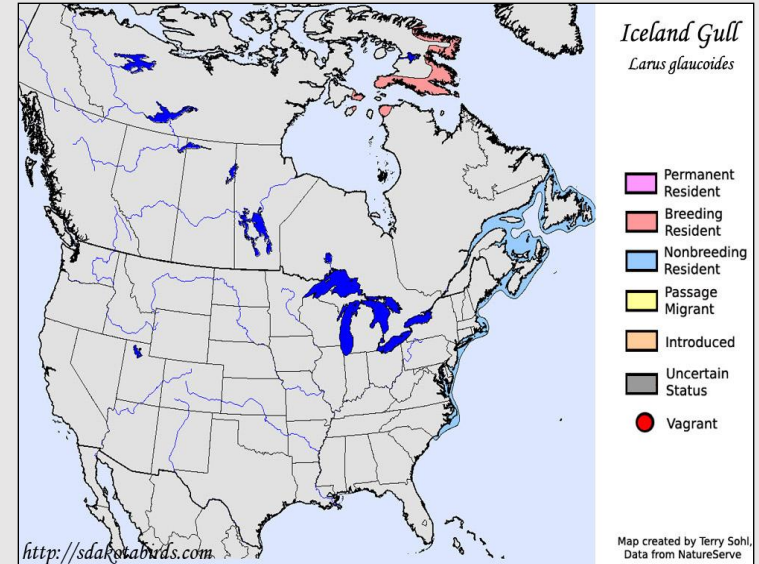 Iceland Gull
Larus glaucoides
Permanent
Resident
Breeding
Resident
Nonbreeding
Resident
Passage
Migrant
Introduced
Uncertain
Status
Vagrant
http://sdakotabirds.com
Map created by Terry Sohl,
Data from NatureServe